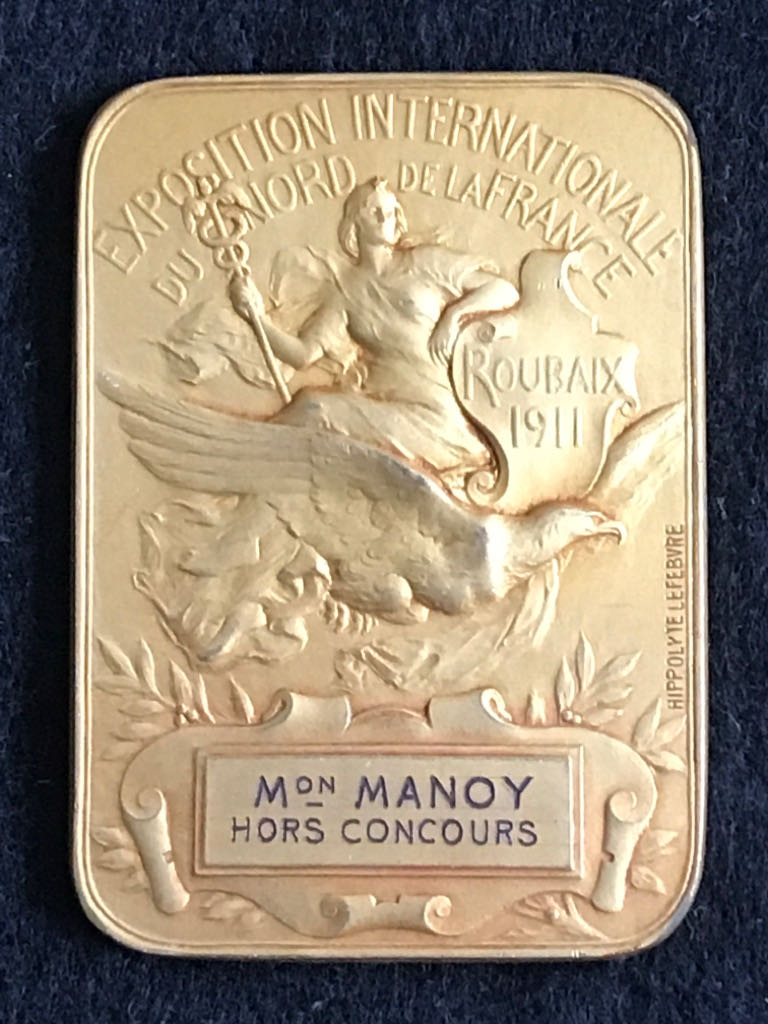 EXPOSITION INTERNATIONALE
DU NORD DE LA FRANCE
ROUBAIX
1911
HIPPOLYTE LEFEBVRE
MON MANOY
HORS CONCOURS